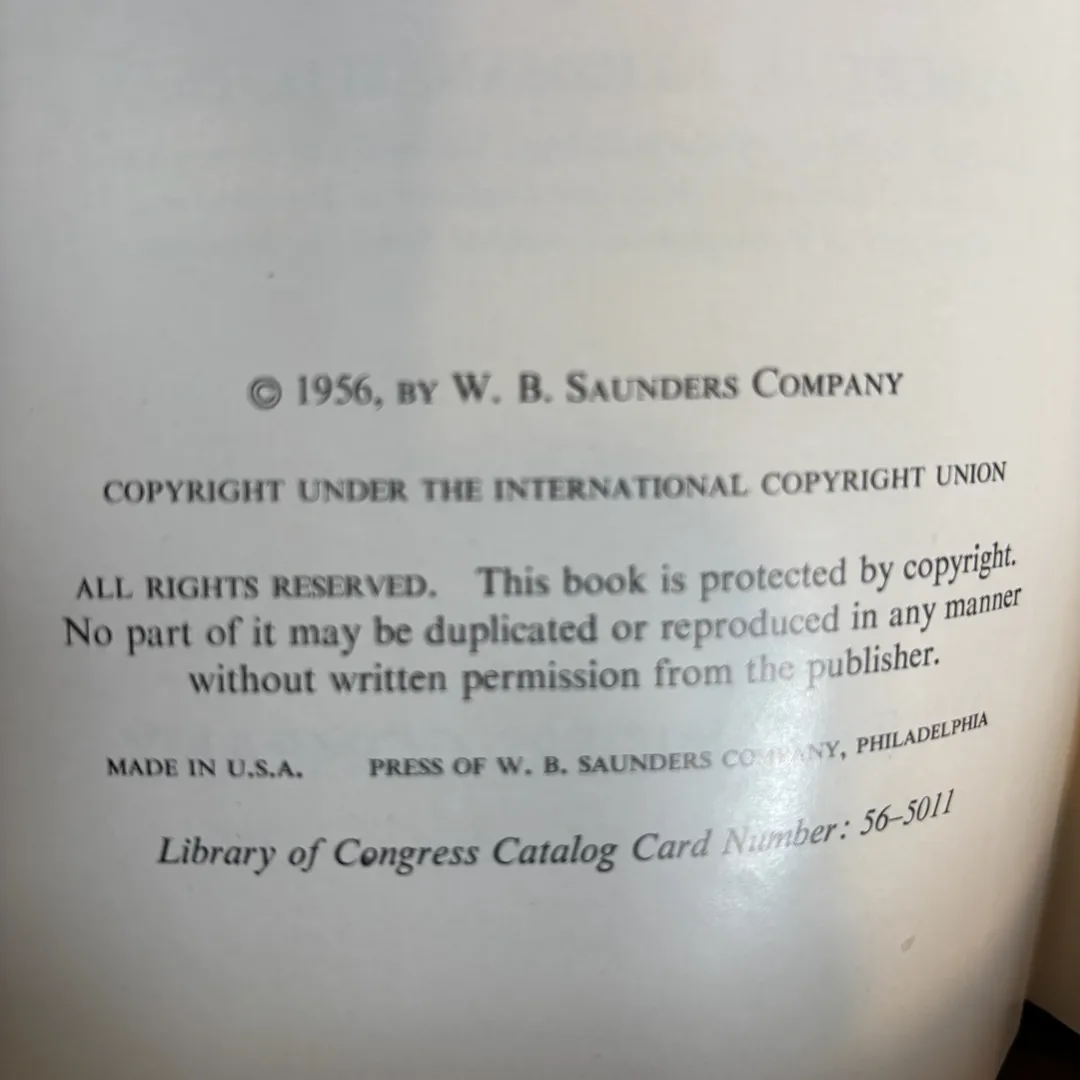 © 1956, BY W. B. SAUNDERS COMPANY
COPYRIGHT UNDER THE INTERNATIONAL COPYRIGHT UNION
ALL RIGHTS RESERVED. This book is protected by copyright.
No part of it may be duplicated or reproduced in any manner
without written permission from the publisher.
MADE IN U.S.A. PRESS OF W. B. SAUNDERS COMPANY, PHILADELPHIA
Library of Congress Catalog Card Number: 56–5011